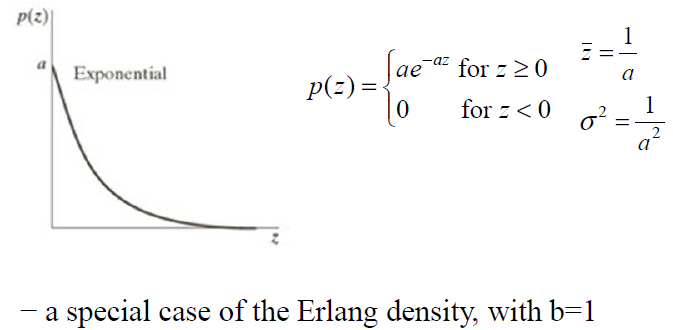 p(z)
a
Exponential
z
p(z) = { ae^{-az} for z ≥ 0
0 for z < 0
z̄ = 1/a
σ² = 1/a²
− a special case of the Erlang density, with b=1